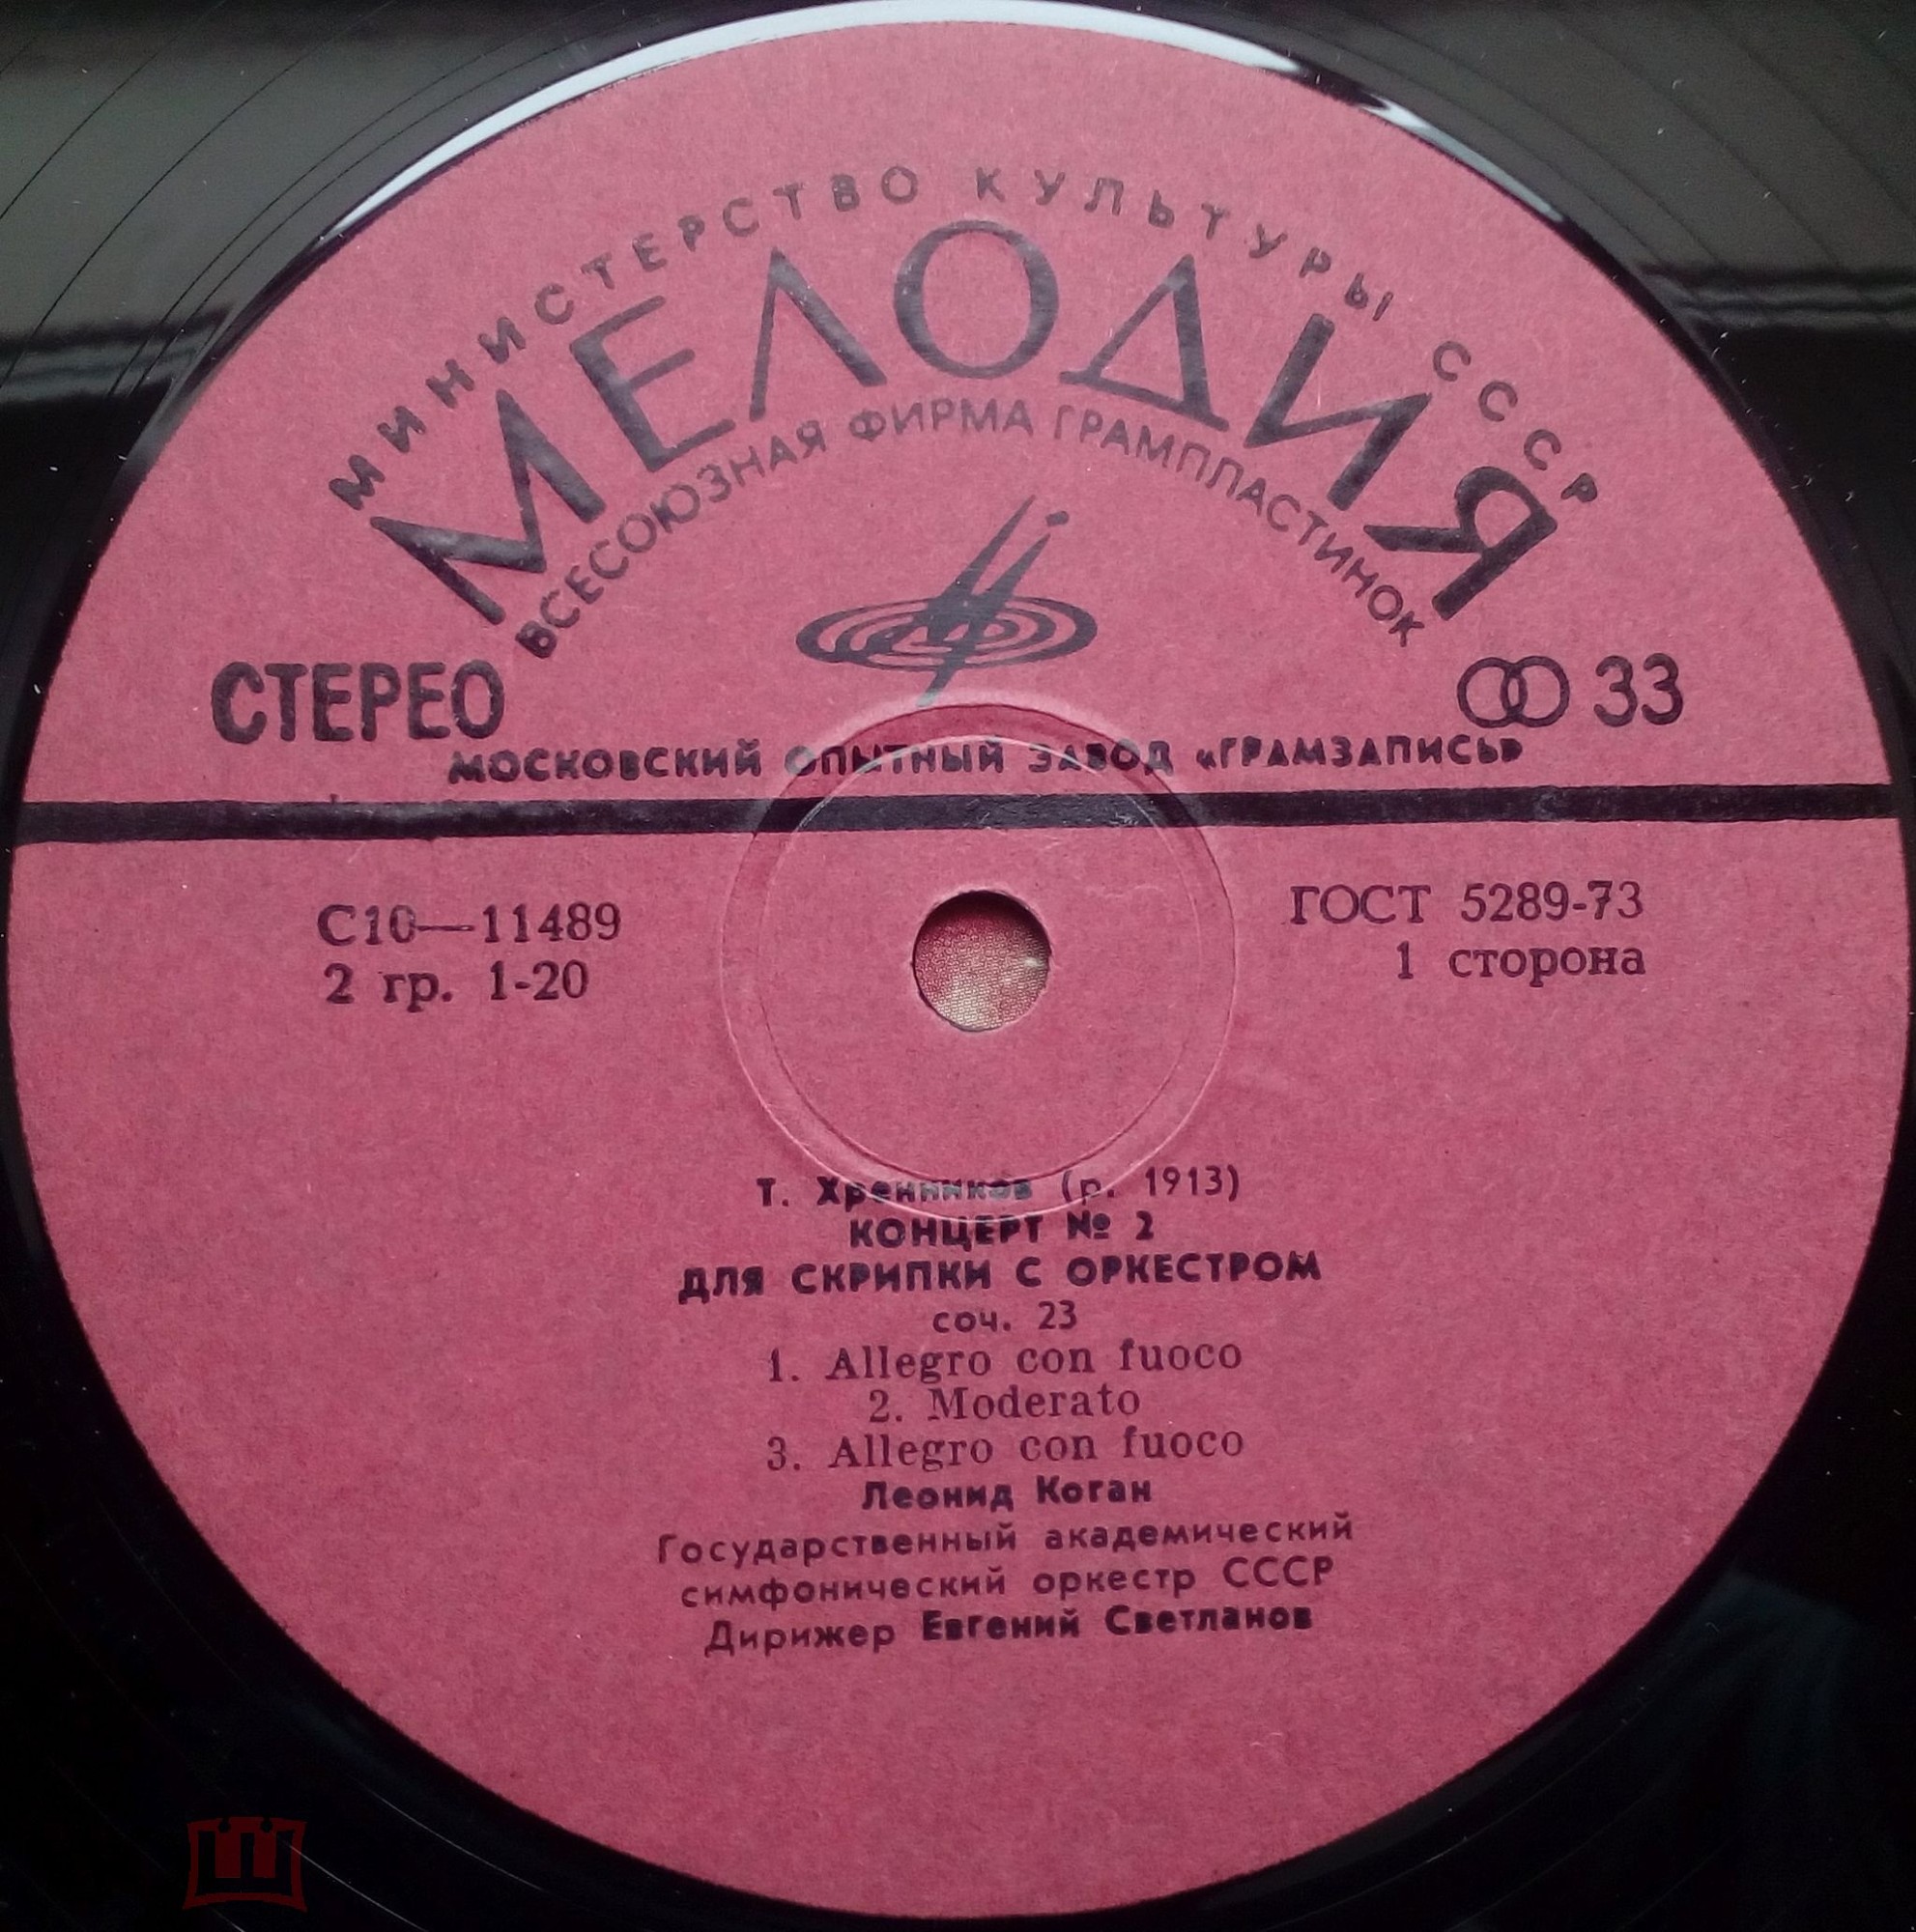 МИНИСТЕРСТВО КУЛЬТУРЫ СССР
МЕЛОДИЯ
ВСЕСОЮЗНАЯ ФИРМА ГРАМПЛАСТИНОК
СТЕРЕО
33
МОСКОВСКИЙ ОПЫТНЫЙ ЗАВОД «ГРАМЗАПИСЬ»
С10—11489
ГОСТ 5289-73
2 гр. 1-20
1 сторона
Т. Хренников (р. 1913)
КОНЦЕРТ № 2
ДЛЯ СКРИПКИ С ОРКЕСТРОМ
соч. 23
1. Allegro con fuoco
2. Moderato
3. Allegro con fuoco
Леонид Коган
Государственный академический
симфонический оркестр СССР
Дирижер Евгений Светланов